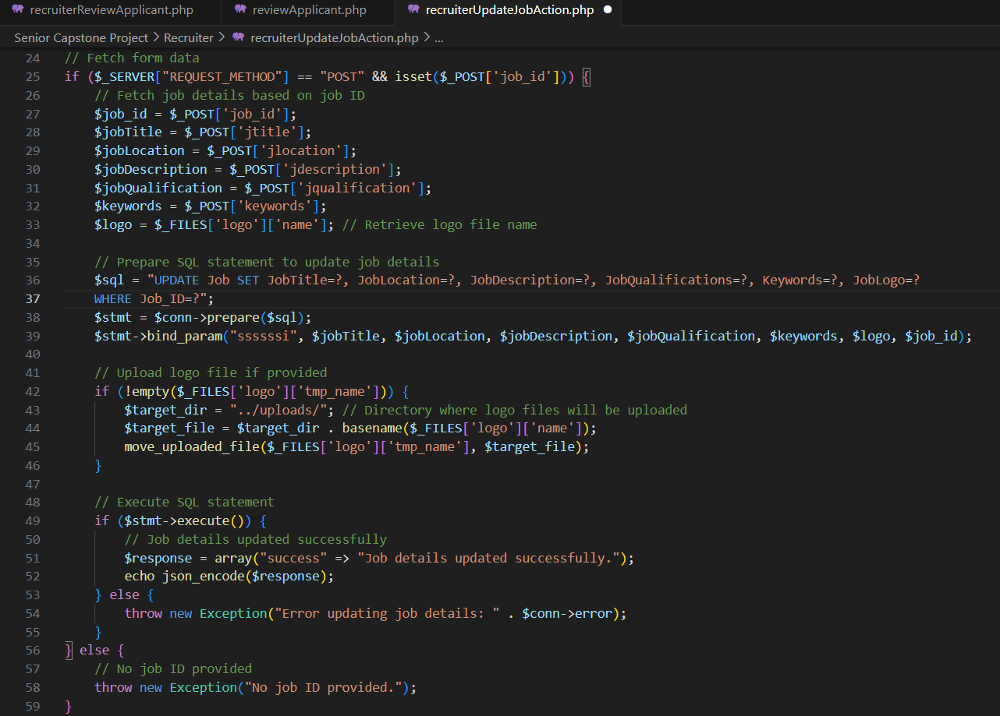 recruiterReviewApplicant.php reviewApplicant.php recruiterUpdateJobAction.php
Senior Capstone Project > Recruiter > recruiterUpdateJobAction.php > ...
24 // Fetch form data
25 if ($_SERVER["REQUEST_METHOD"] == "POST" && isset($_POST['job_id'])) {
26 // Fetch job details based on job ID
27 $job_id = $_POST['job_id'];
28 $jobTitle = $_POST['jtitle'];
29 $jobLocation = $_POST['jlocation'];
30 $jobDescription = $_POST['jdescription'];
31 $jobQualification = $_POST['jqualification'];
32 $keywords = $_POST['keywords'];
33 $logo = $_FILES['logo']['name']; // Retrieve logo file name
34
35 // Prepare SQL statement to update job details
36 $sql = "UPDATE Job SET JobTitle=?, JobLocation=?, JobDescription=?, JobQualifications=?, Keywords=?, JobLogo=?
37 WHERE Job_ID=?";
38 $stmt = $conn->prepare($sql);
39 $stmt->bind_param("ssssssi", $jobTitle, $jobLocation, $jobDescription, $jobQualification, $keywords, $logo, $job_id);
40
41 // Upload logo file if provided
42 if (!empty($_FILES['logo']['tmp_name'])) {
43 $target_dir = "../uploads/"; // Directory where logo files will be uploaded
44 $target_file = $target_dir . basename($_FILES['logo']['name']);
45 move_uploaded_file($_FILES['logo']['tmp_name'], $target_file);
46 }
47
48 // Execute SQL statement
49 if ($stmt->execute()) {
50 // Job details updated successfully
51 $response = array("success" => "Job details updated successfully.");
52 echo json_encode($response);
53 } else {
54 throw new Exception("Error updating job details: " . $conn->error);
55 }
56 } else {
57 // No job ID provided
58 throw new Exception("No job ID provided.");
59 }